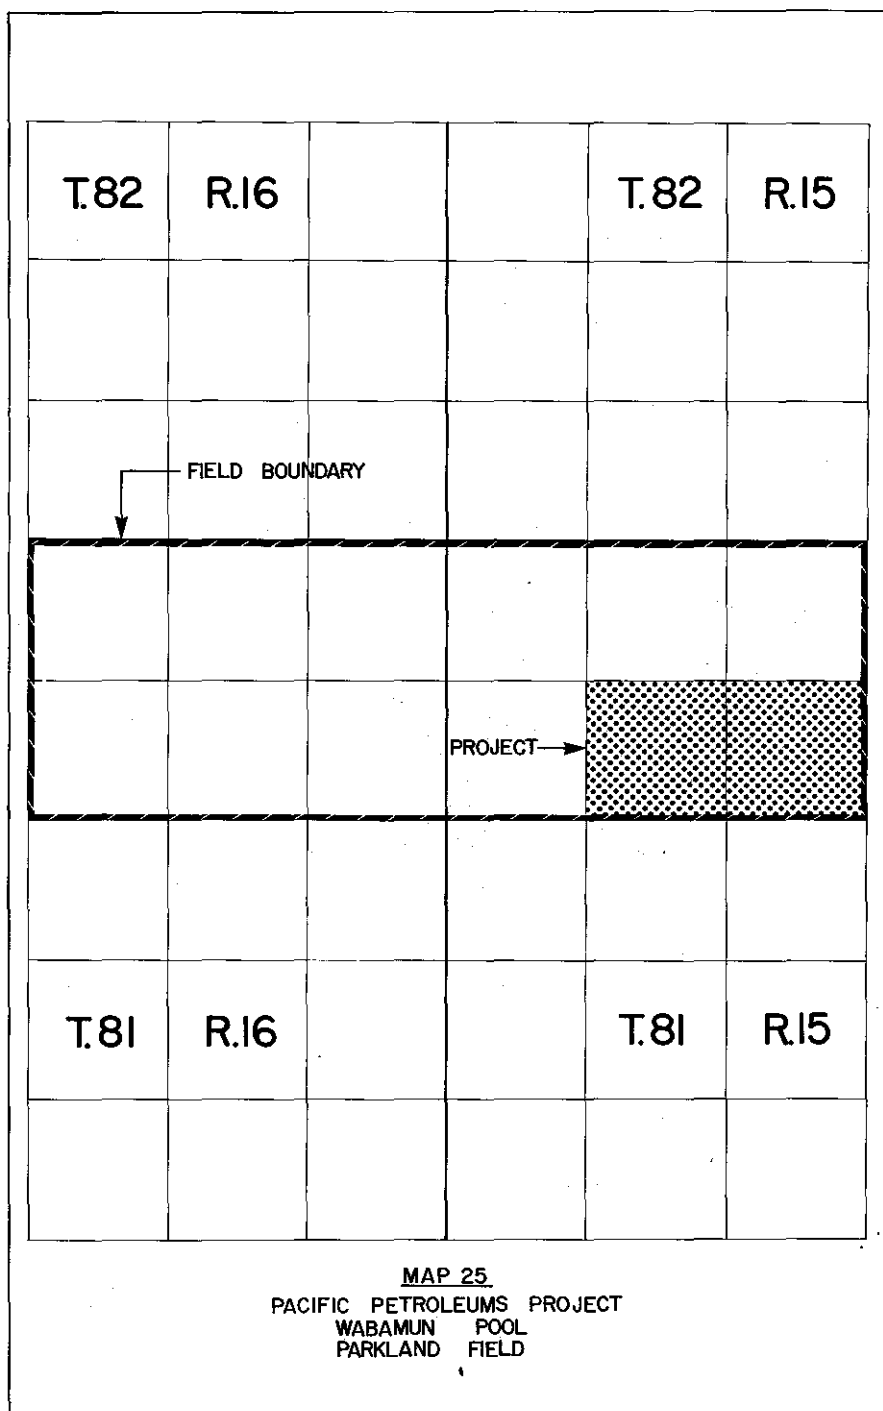 T.82 R.16 T.82 R.15
FIELD BOUNDARY
PROJECT
T.81 R.16 T.81 R.15
MAP 25
PACIFIC PETROLEUMS PROJECT
WABAMUN POOL
PARKLAND FIELD